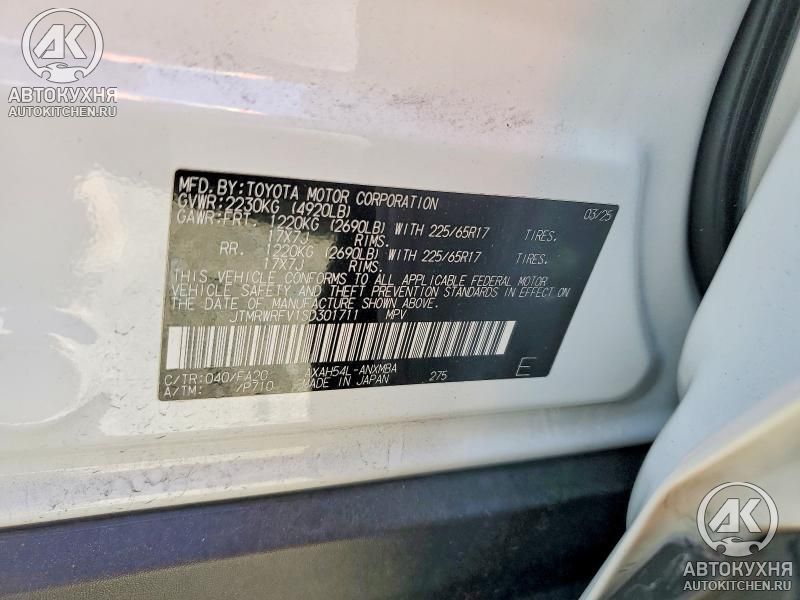 AK
АВТОКУХНЯ
AUTOKITCHEN.RU
MFD. BY: TOYOTA MOTOR CORPORATION 03/25
GVWR: 2230KG (4920LB)
GAWR: FRT. 1220KG (2690LB) WITH 225/65R17 TIRES.
17X7J RIMS.
RR. 1220KG (2690LB) WITH 225/65R17 TIRES.
17X7J RIMS.
THIS VEHICLE CONFORMS TO ALL APPLICABLE FEDERAL MOTOR
VEHICLE SAFETY AND THEFT PREVENTION STANDARDS IN EFFECT ON
THE DATE OF MANUFACTURE SHOWN ABOVE.
JTMRWRFV1SD301711 MPV
C/TR: 040/FA20 AXAH54L-ANXMBA 275 E
A/TM: /P710 MADE IN JAPAN
AK
АВТОКУХНЯ
AUTOKITCHEN.RU